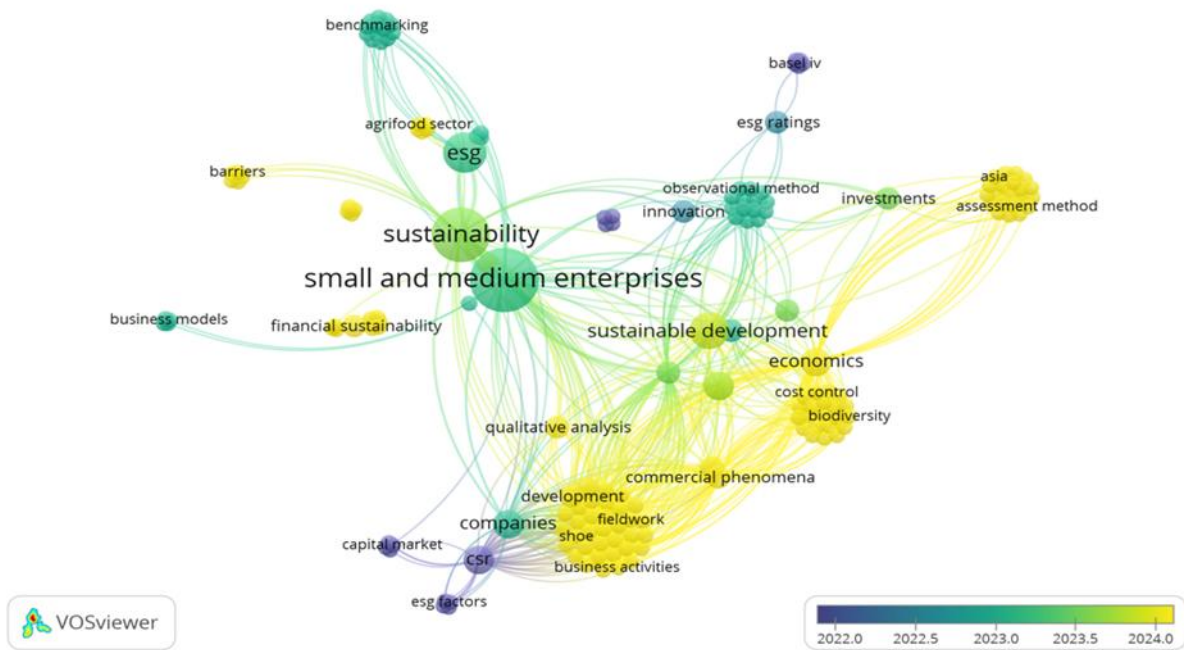 benchmarking
basel iv
agrifood sector
esg ratings
esg
barriers
asia
observational method
investments
assessment method
innovation
sustainability
small and medium enterprises
business models
financial sustainability
sustainable development
economics
cost control
biodiversity
qualitative analysis
commercial phenomena
development
companies
fieldwork
shoe
capital market
csr
business activities
esg factors
VOSviewer
2022.0 2022.5 2023.0 2023.5 2024.0